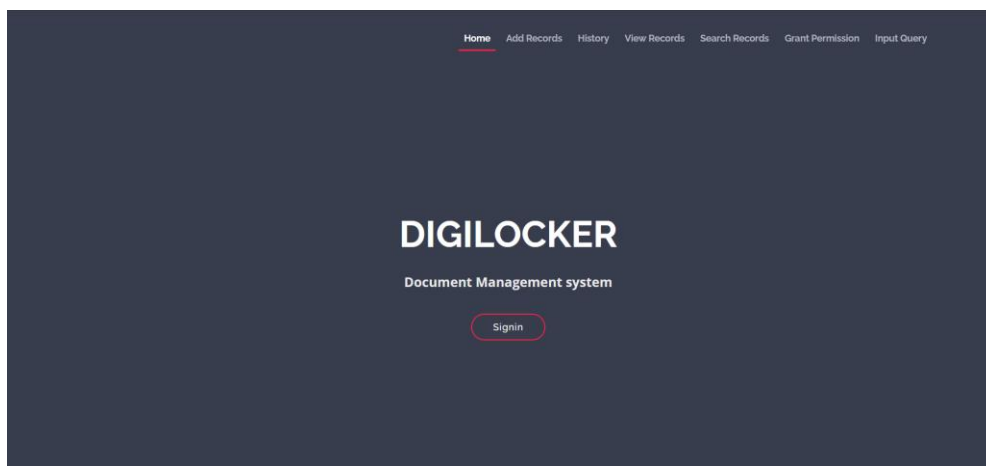 Home Add Records History View Records Search Records Grant Permission Input Query
DIGILOCKER
Document Management system
Signin